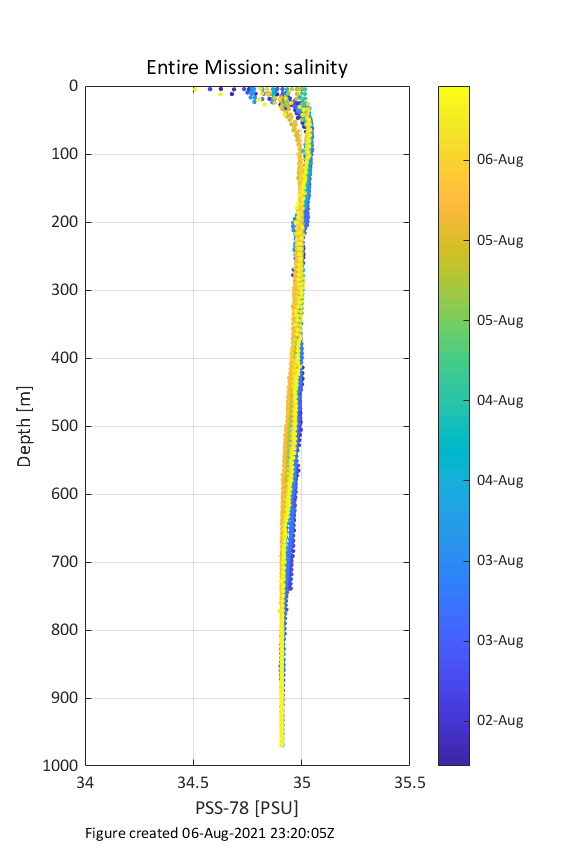 Entire Mission: salinity
0
100
200
300
400
500
600
700
800
900
1000
Depth [m]
34
34.5
35
35.5
PSS-78 [PSU]
06-Aug
05-Aug
05-Aug
04-Aug
04-Aug
03-Aug
03-Aug
02-Aug
Figure created 06-Aug-2021 23:20:05Z